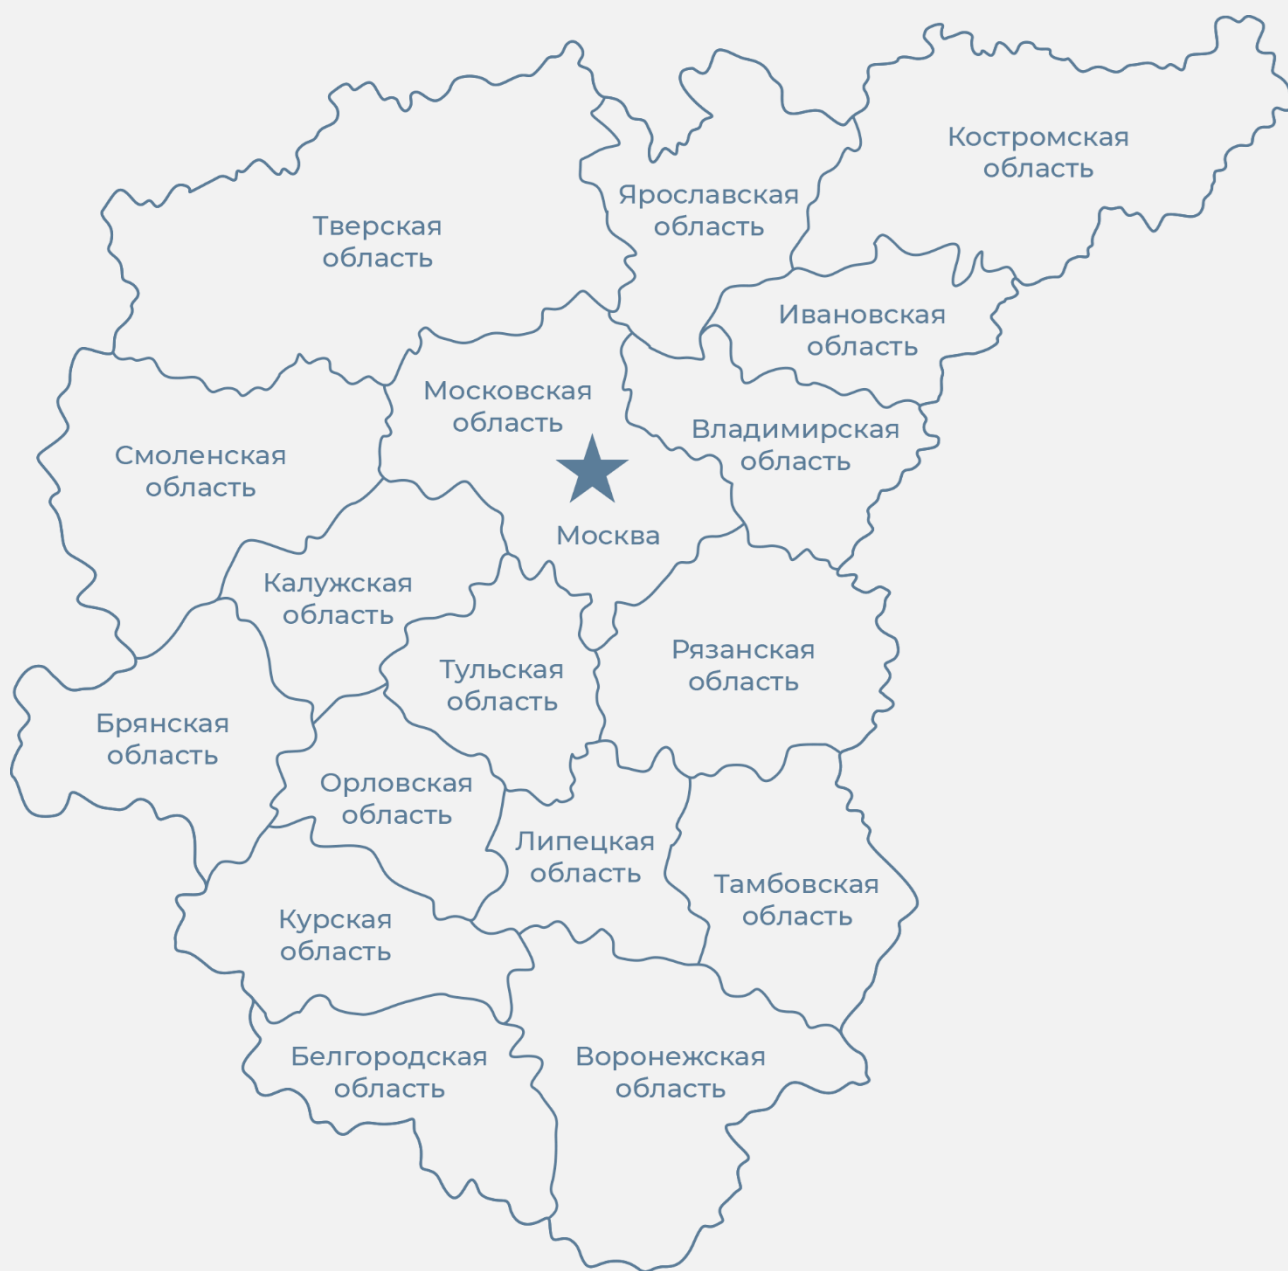 Костромская
область
Ярославская
область
Тверская
область
Ивановская
область
Московская
область
Владимирская
область
Смоленская
область
Москва
Калужская
область
Рязанская
область
Тульская
область
Брянская
область
Орловская
область
Липецкая
область
Тамбовская
область
Курская
область
Белгородская
область
Воронежская
область